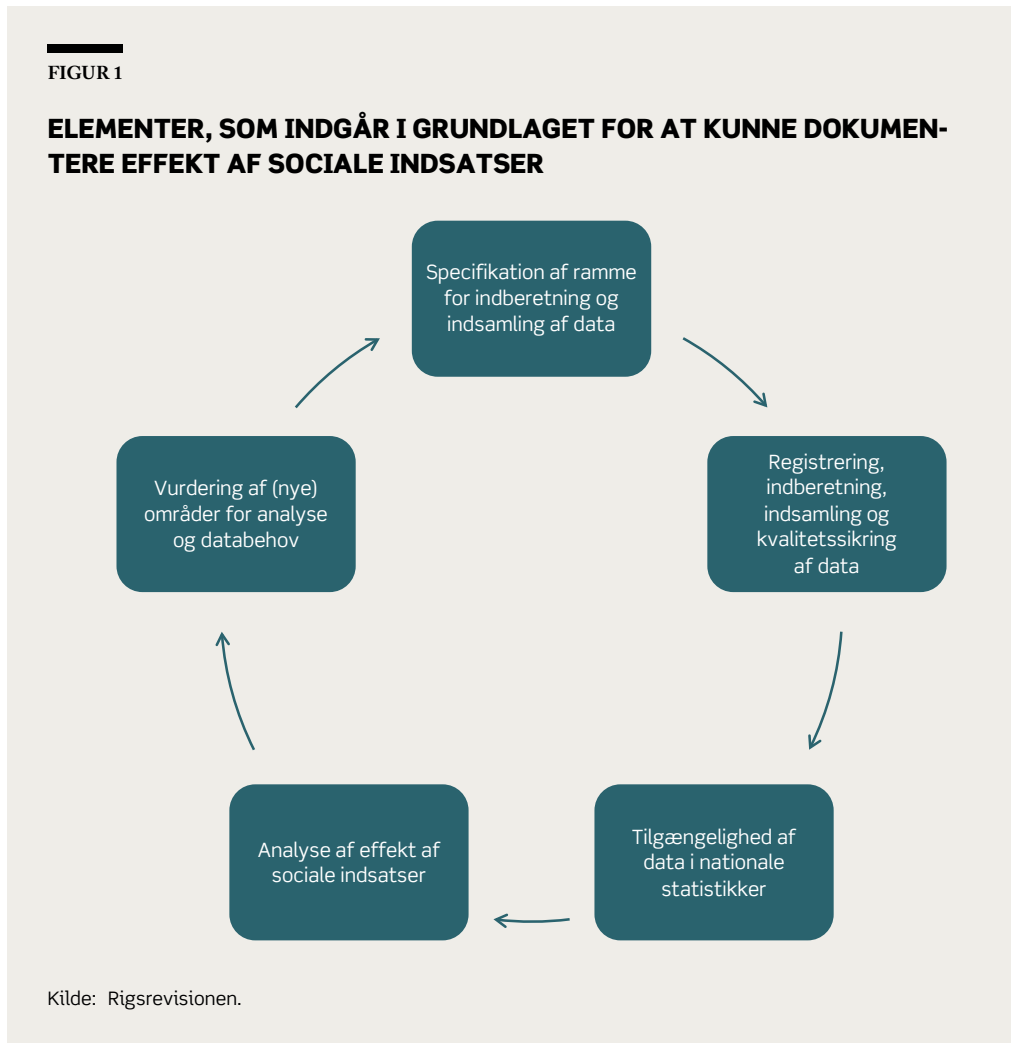 FIGUR 1
ELEMENTER, SOM INDGÅR I GRUNDLAGET FOR AT KUNNE DOKUMEN-
TERE EFFEKT AF SOCIALE INDSATSER
Specifikation af ramme
for indberetning og
indsamling af data
Registrering,
indberetning,
indsamling og
kvalitetssikring
af data
Tilgængelighed af
data i nationale
statistikker
Analyse af effekt af
sociale indsatser
Vurdering af (nye)
områder for analyse
og databehov
Kilde: Rigsrevisionen.